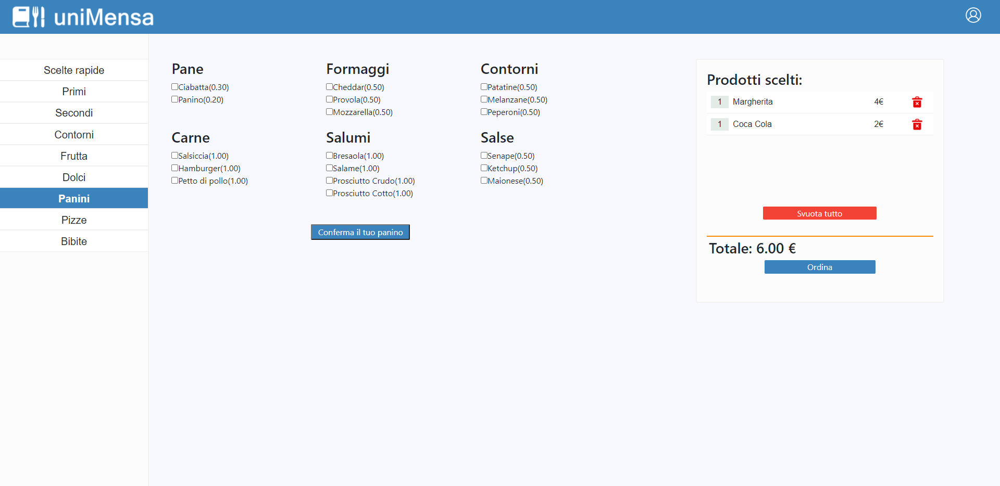 uniMensa
Scelte rapide
Primi
Secondi
Contorni
Frutta
Dolci
Panini
Pizze
Bibite
Pane
Ciabatta(0.30)
Panino(0.20)
Formaggi
Cheddar(0.50)
Provola(0.50)
Mozzarella(0.50)
Contorni
Patatine(0.50)
Melanzane(0.50)
Peperoni(0.50)
Carne
Salsiccia(1.00)
Hamburger(1.00)
Petto di pollo(1.00)
Salumi
Bresaola(1.00)
Salame(1.00)
Prosciutto Crudo(1.00)
Prosciutto Cotto(1.00)
Salse
Senape(0.50)
Ketchup(0.50)
Maionese(0.50)
Conferma il tuo panino
Prodotti scelti:
1 Margherita 4€
1 Coca Cola 2€
Svuota tutto
Totale: 6.00 €
Ordina